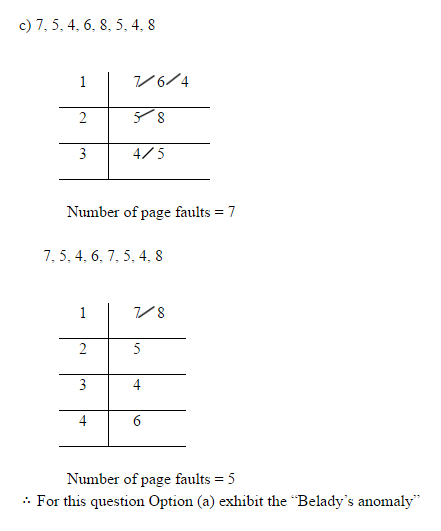 c) 7, 5, 4, 6, 8, 5, 4, 8
1 7/6/4
2 5/8
3 4/5
Number of page faults = 7
7, 5, 4, 6, 7, 5, 4, 8
1 7/8
2 5
3 4
4 6
Number of page faults = 5
∴ For this question Option (a) exhibit the “Belady’s anomaly”